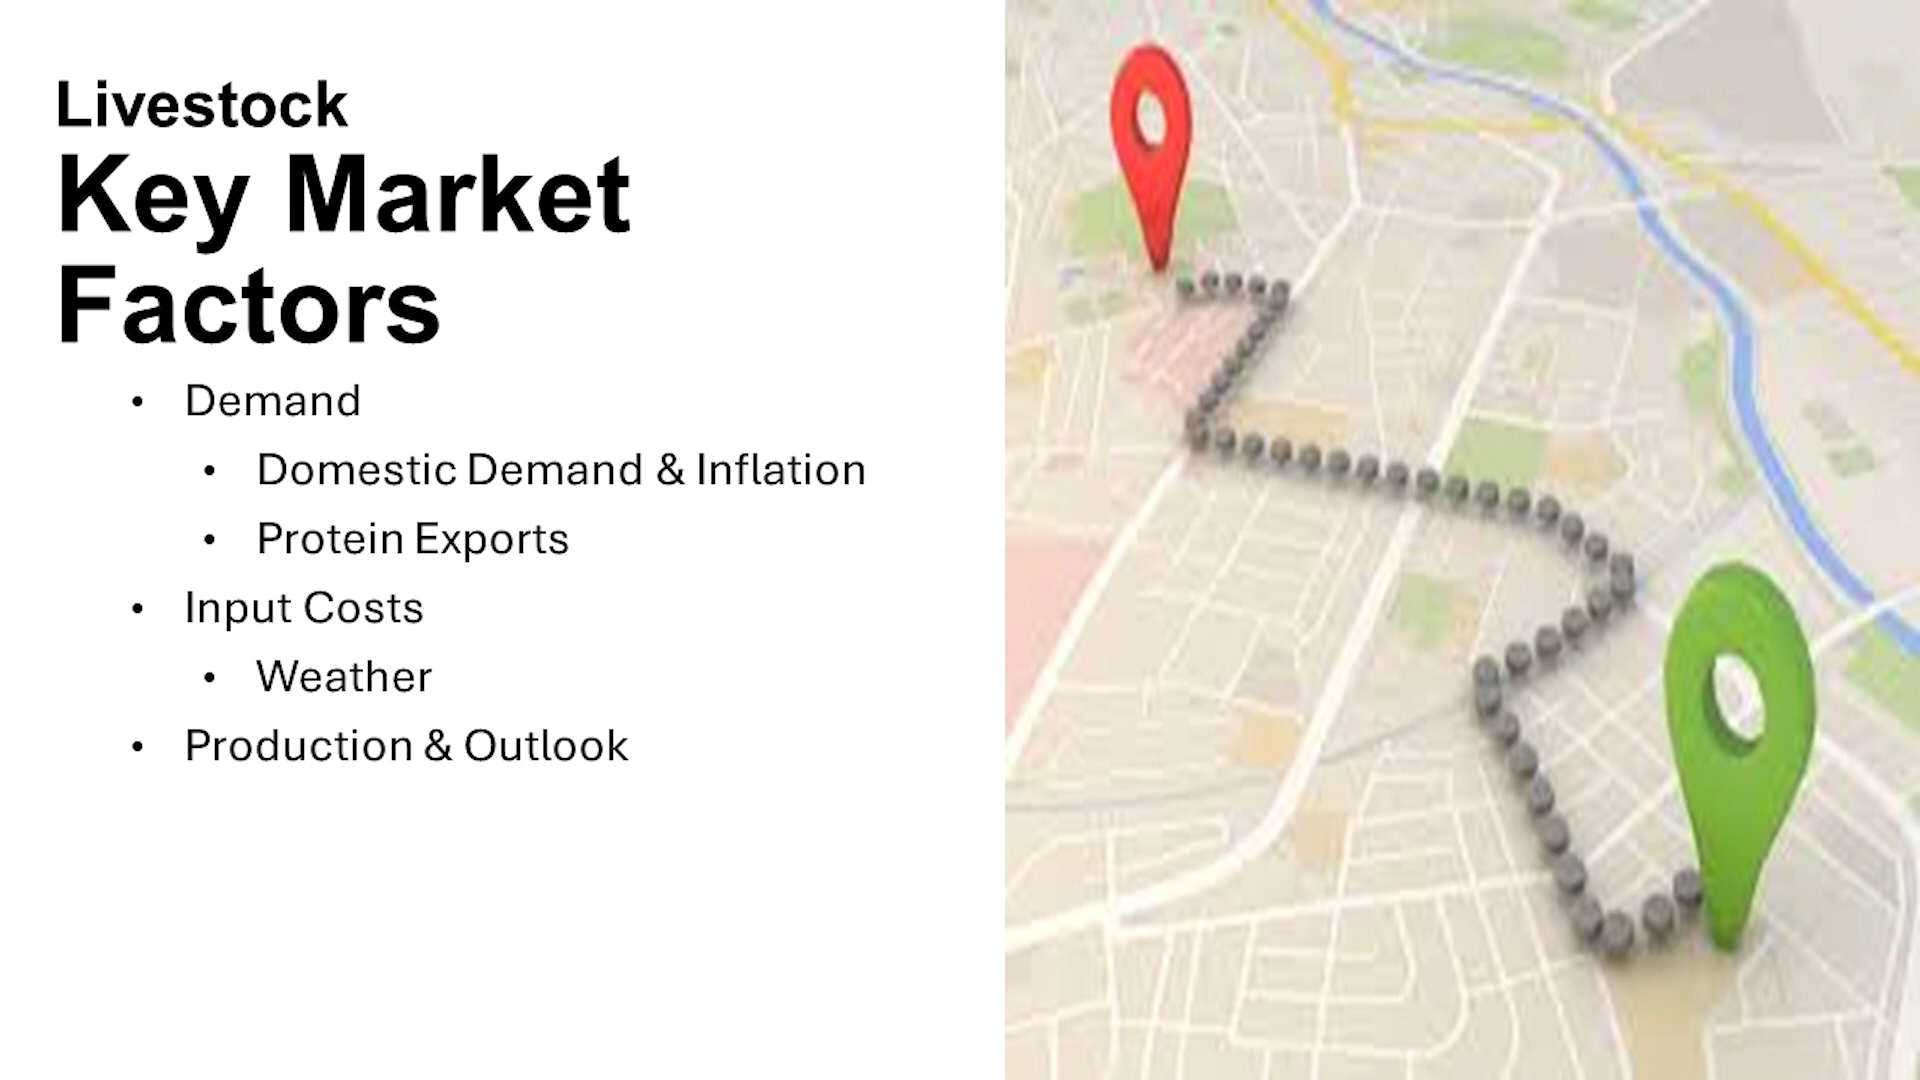 Livestock
Key Market
Factors
• Demand
• Domestic Demand & Inflation
• Protein Exports
• Input Costs
• Weather
• Production & Outlook